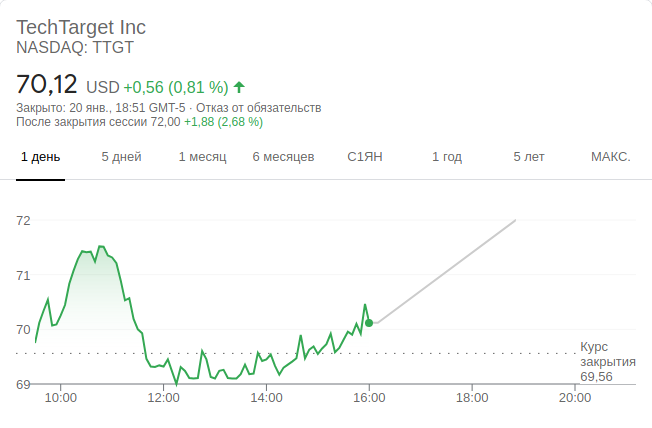 TechTarget Inc
NASDAQ: TTGT
70,12 USD +0,56 (0,81 %)
Закрыто: 20 янв., 18:51 GMT-5 · Отказ от обязательств
После закрытия сессии 72,00 +1,88 (2,68 %)
1 день 5 дней 1 месяц 6 месяцев С1ЯН 1 год 5 лет МАКС.
72
71
70
69
Курс
закрытия
69,56
10:00 12:00 14:00 16:00 18:00 20:00